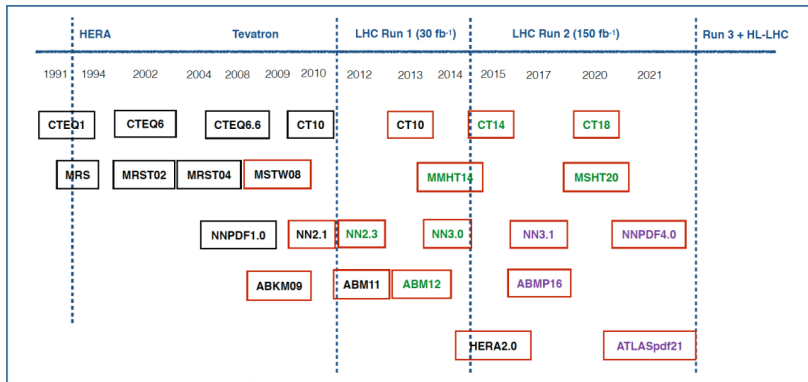 HERA Tevatron LHC Run 1 (30 fb⁻¹) LHC Run 2 (150 fb⁻¹) Run 3 + HL-LHC
1991 1994 2002 2004 2008 2009 2010 2012 2013 2014 2015 2017 2020 2021
CTEQ1 CTEQ6 CTEQ6.6 CT10 CT10 CT14 CT18
MRS MRST02 MRST04 MSTW08 MMHT14 MSHT20
NNPDF1.0 NN2.1 NN2.3 NN3.0 NN3.1 NNPDF4.0
ABKM09 ABM11 ABM12 ABMP16
HERA2.0 ATLASpdf21